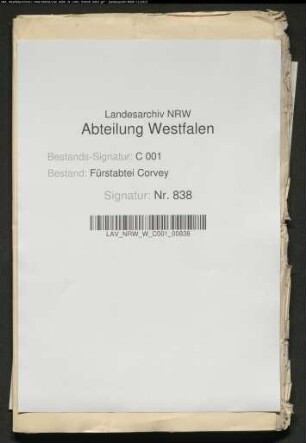 Landesarchiv NRW
Abteilung Westfalen
Bestands-Signatur: C 001
Bestand: Fürstabtei Corvey
Signatur: Nr. 838
LAV_NRW_W_C001_00838